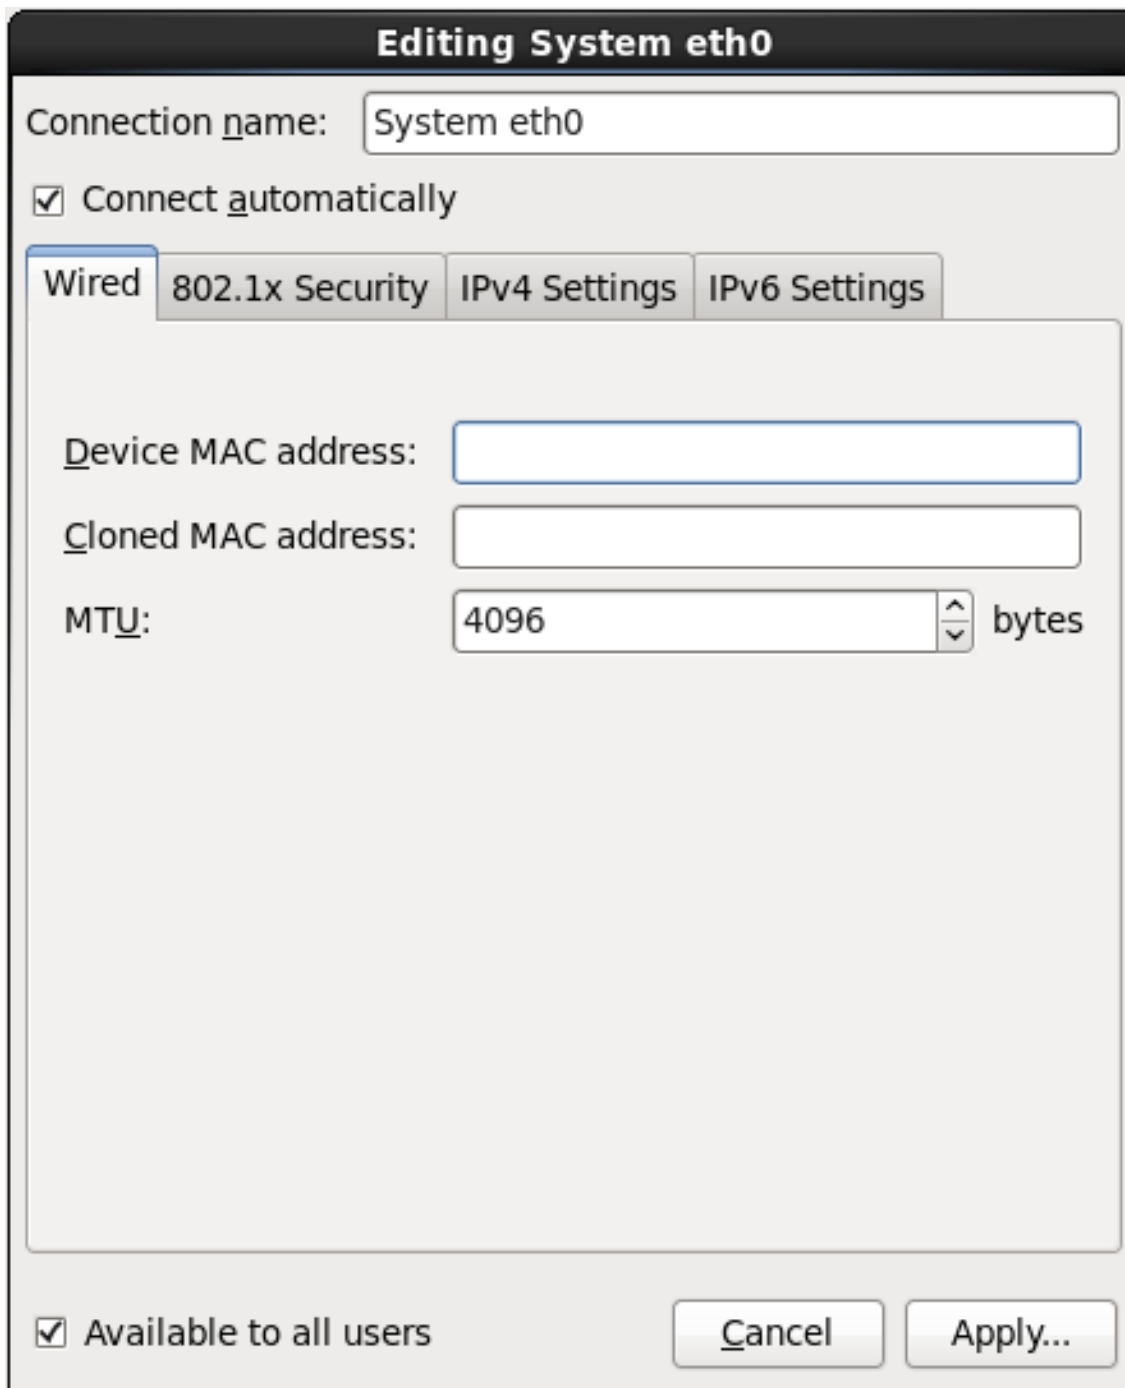 Editing System eth0
Connection name: System eth0
Connect automatically
Wired 802.1x Security IPv4 Settings IPv6 Settings
Device MAC address:
Cloned MAC address:
MTU: 4096 bytes
Available to all users Cancel Apply...